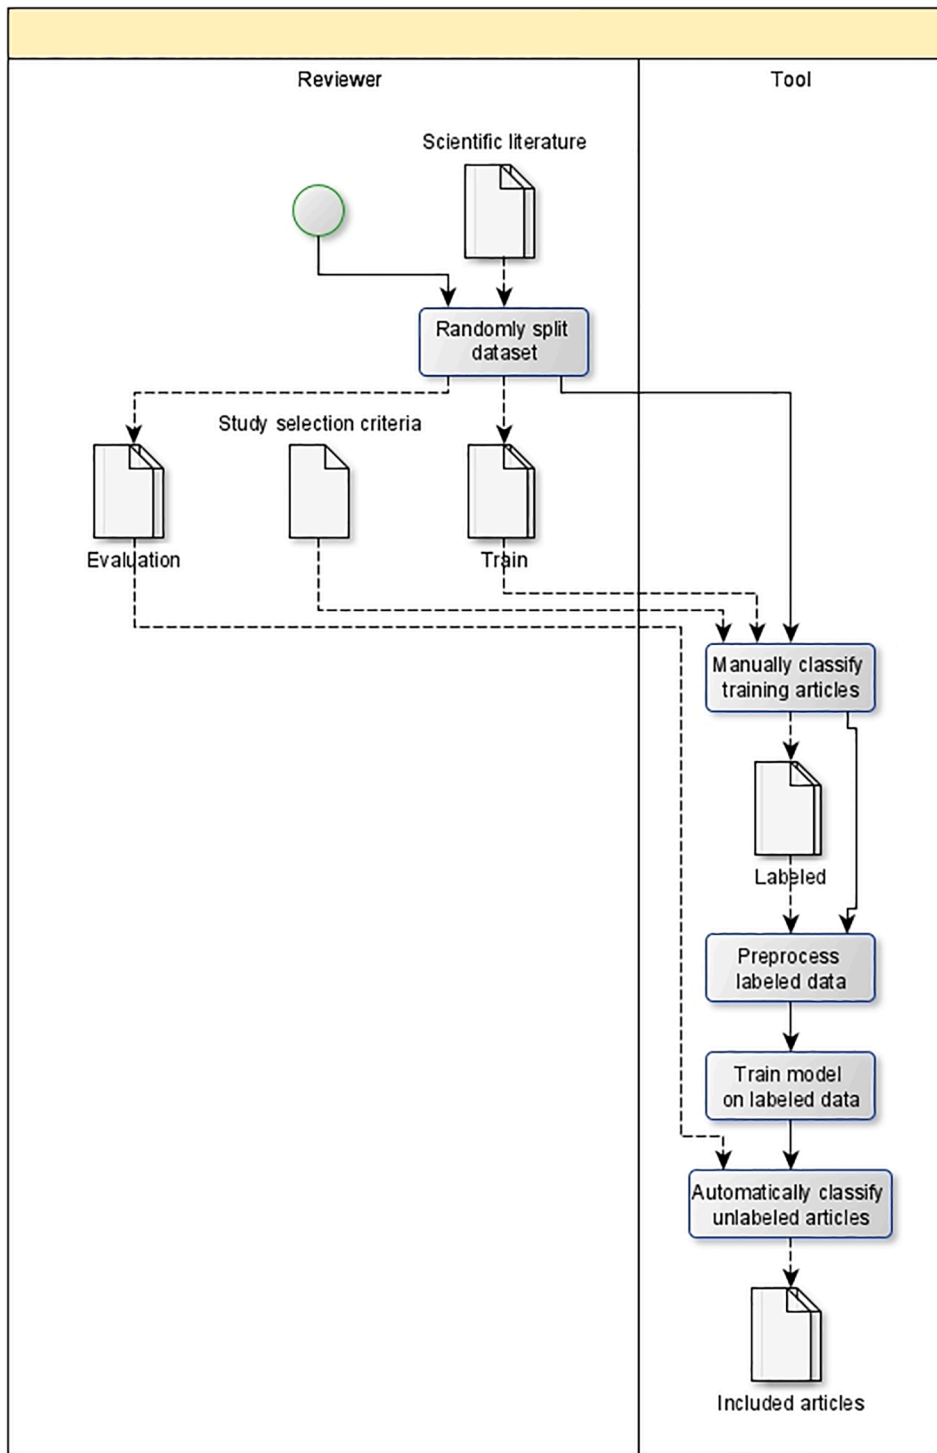 Reviewer
Tool
Scientific literature
Randomly split
dataset
Study selection criteria
Evaluation
Train
Manually classify
training articles
Labeled
Preprocess
labeled data
Train model
on labeled data
Automatically classify
unlabeled articles
Included articles